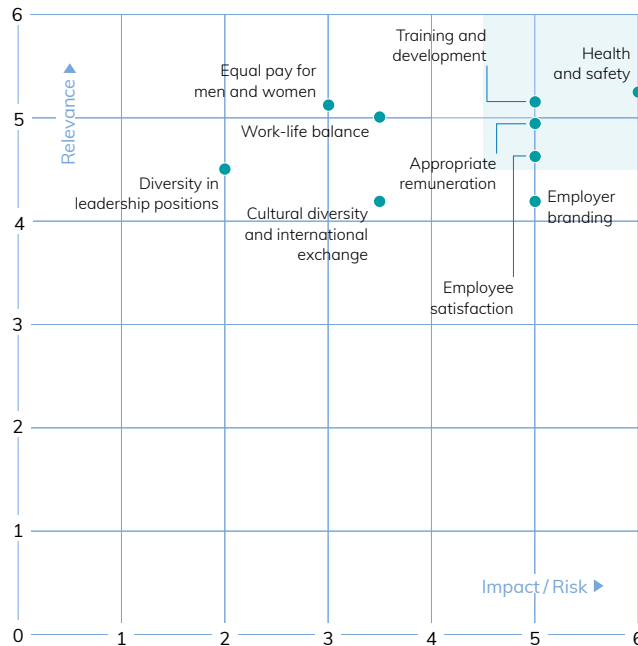 6
Training and
development
Health
and safety
Equal pay for
men and women
Relevance
5
Work-life balance
Appropriate
remuneration
Diversity in
leadership positions
Employer
branding
Cultural diversity
and international
exchange
4
Employee
satisfaction
3
2
1
Impact / Risk
0
1
2
3
4
5
6